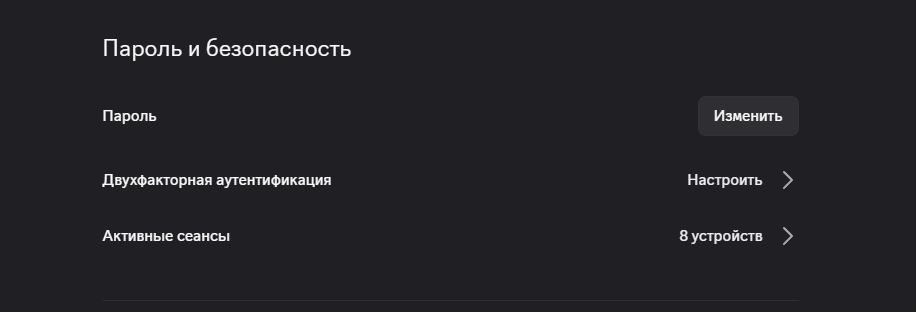 Пароль и безопасность
Пароль
Изменить
Двухфакторная аутентификация
Настроить
Активные сеансы
8 устройств